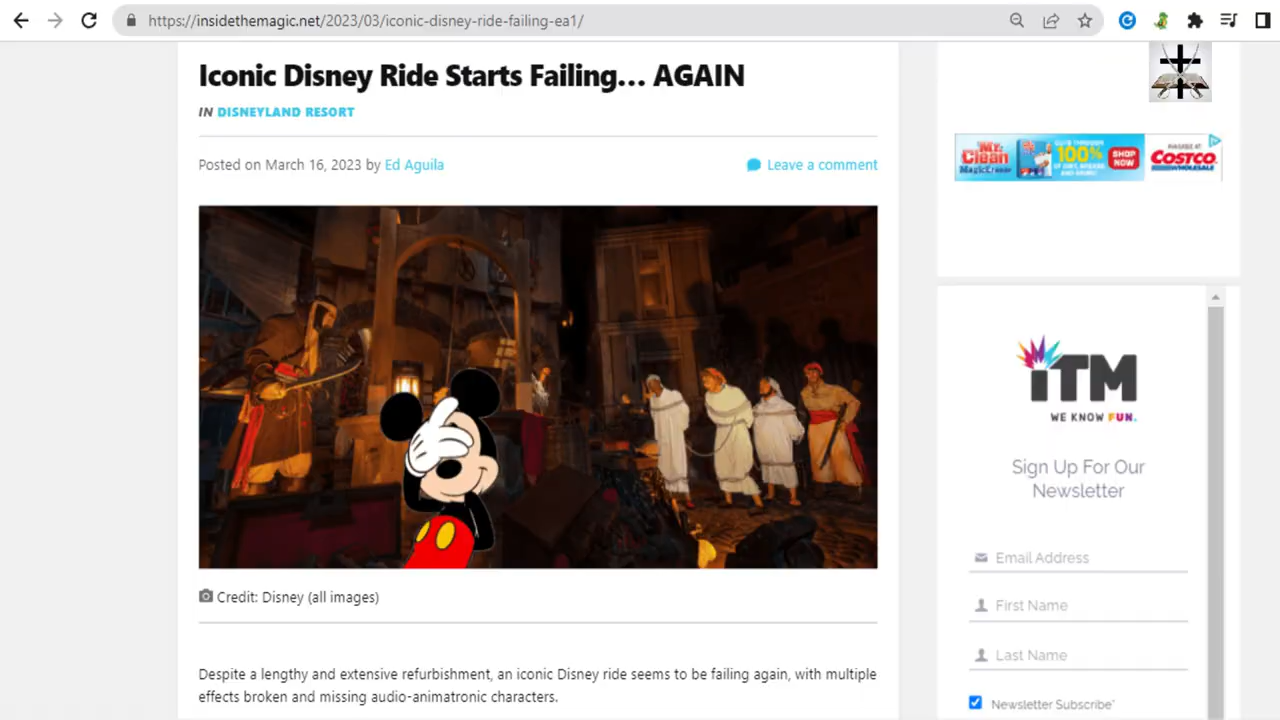 https://insidethemagic.net/2023/03/iconic-disney-ride-failing-ea1/
Iconic Disney Ride Starts Failing... AGAIN
IN DISNEYLAND RESORT
Posted on March 16, 2023 by Ed Aguila
Leave a comment
Credit: Disney (all images)
Despite a lengthy and extensive refurbishment, an iconic Disney ride seems to be failing again, with multiple
effects broken and missing audio-animatronic characters.
Mr. Clean
MagicEraser
100%
SHOP
NOW
COSTCO
WHOLESALE
iTM
WE KNOW FUN.
Sign Up For Our
Newsletter
Email Address
First Name
Last Name
Newsletter Subscribe*